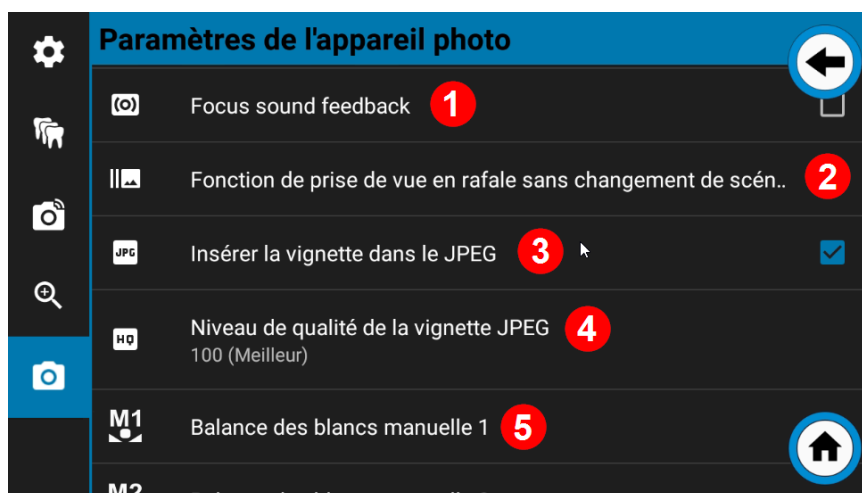 Paramètres de l'appareil photo
Focus sound feedback 1
Fonction de prise de vue en rafale sans changement de scén.. 2
JPG Insérer la vignette dans le JPEG 3
HQ Niveau de qualité de la vignette JPEG 4
100 (Meilleur)
M1 Balance des blancs manuelle 1 5
M2